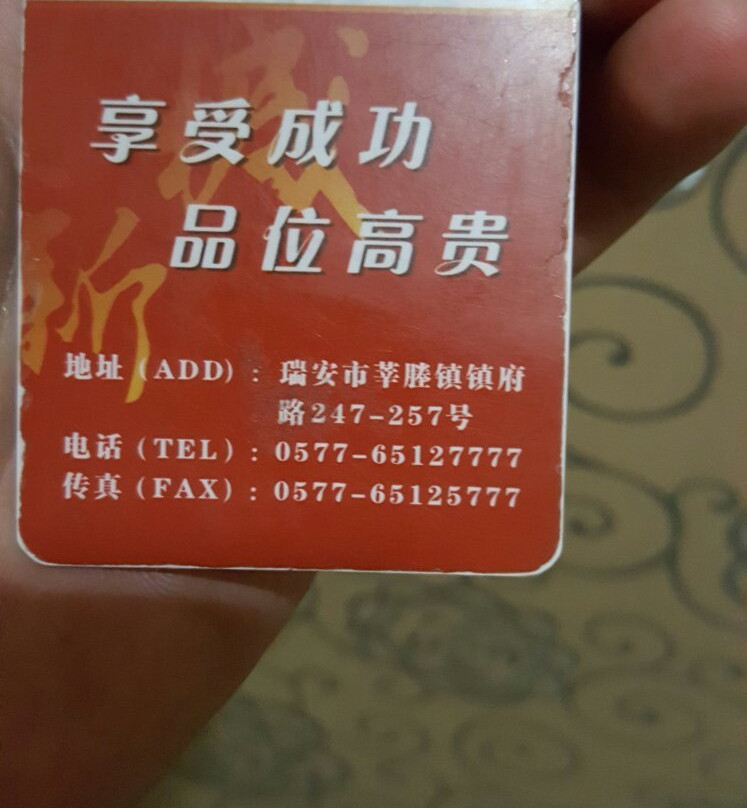 享受成功
品位高贵
地址（ADD）：瑞安市莘塍镇镇府
路247-257号
电话（TEL）：0577-65127777
传真（FAX）：0577-65125777